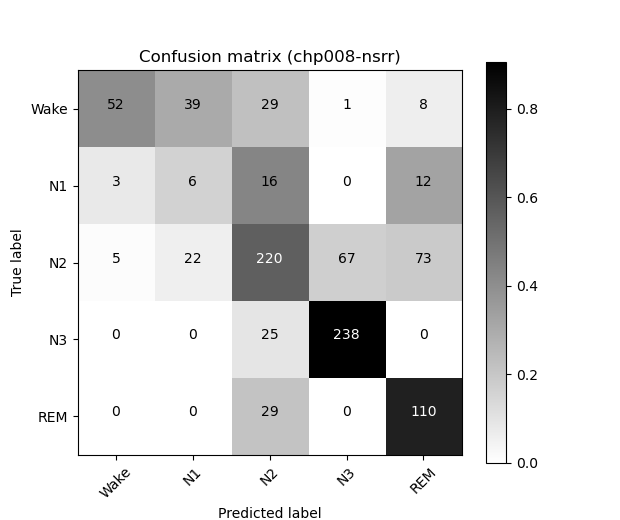 Confusion matrix (chp008-nsrr)
Wake 52 39 29 1 8
N1 3 6 16 0 12
N2 5 22 220 67 73
N3 0 0 25 238 0
REM 0 0 29 0 110
Wake N1 N2 N3 REM
Predicted label
True label
0.8
0.6
0.4
0.2
0.0